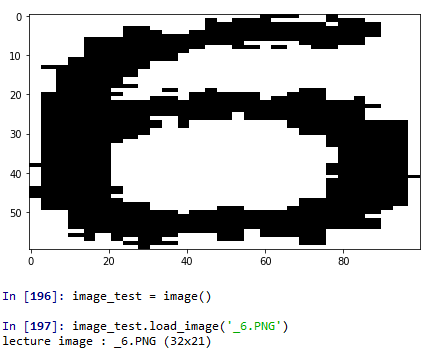 0
10
20
30
40
50
0 20 40 60 80
6
In [196]: image_test = image()
In [197]: image_test.load_image('_6.PNG')
lecture image : _6.PNG (32x21)